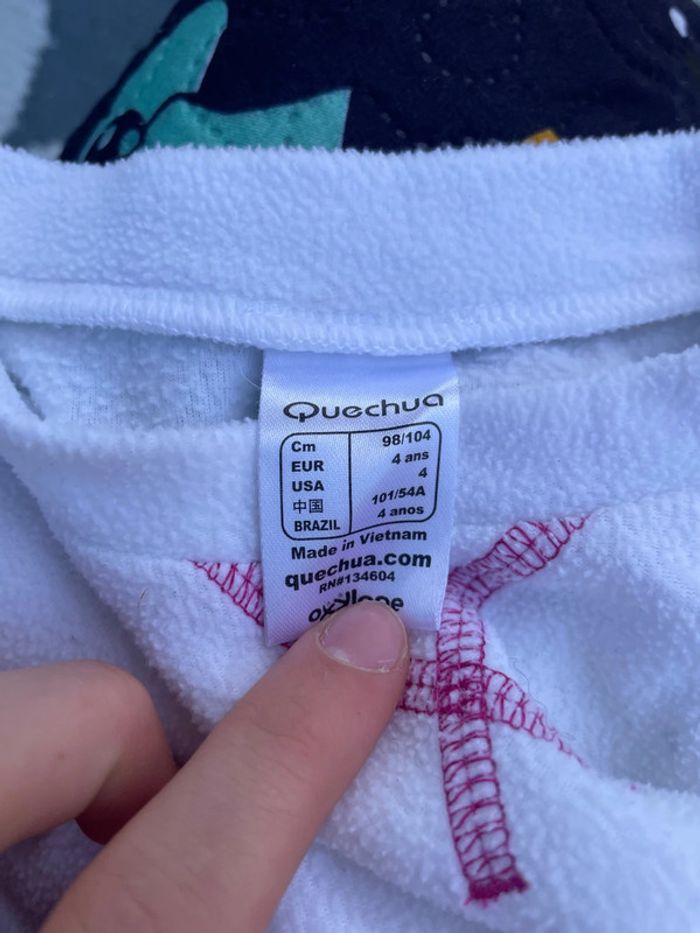 Quechua
Cm 98/104
EUR 4 ans
USA 4
中国 101/54A
BRAZIL 4 anos
Made in Vietnam
quechua.com
RN#134604